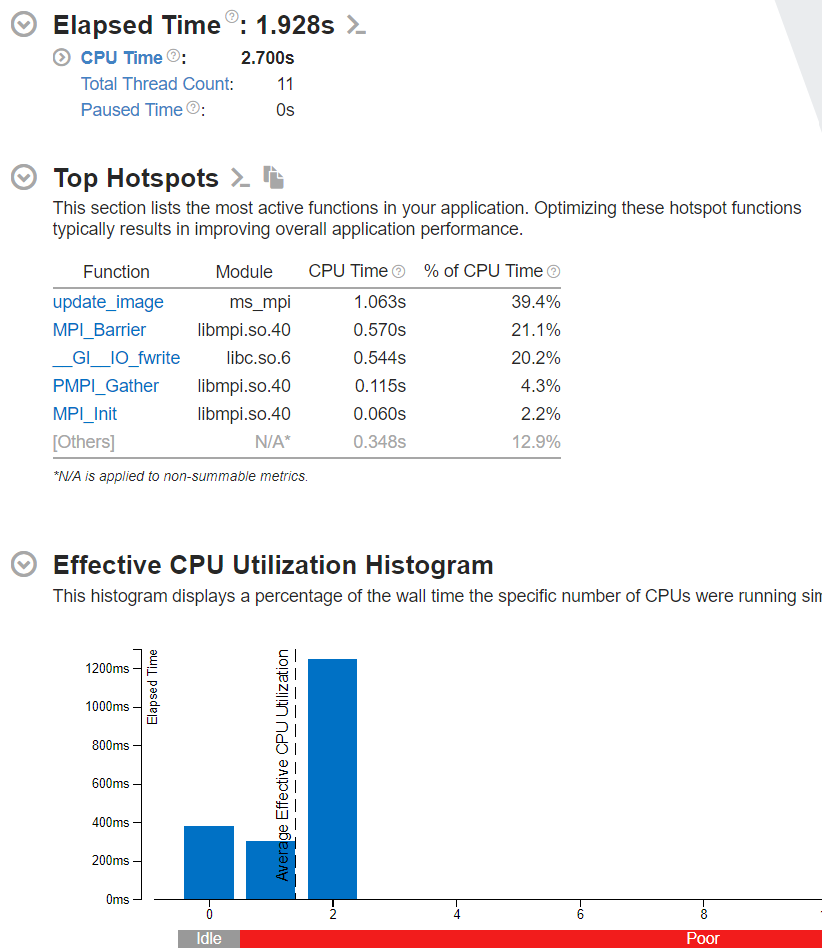 Elapsed Time ?: 1.928s
CPU Time ?: 2.700s
Total Thread Count: 11
Paused Time ?: 0s
Top Hotspots
This section lists the most active functions in your application. Optimizing these hotspot functions
typically results in improving overall application performance.
Function Module CPU Time ? % of CPU Time ?
update_image ms_mpi 1.063s 39.4%
MPI_Barrier libmpi.so.40 0.570s 21.1%
__GI__IO_fwrite libc.so.6 0.544s 20.2%
PMPI_Gather libmpi.so.40 0.115s 4.3%
MPI_Init libmpi.so.40 0.060s 2.2%
[Others] N/A* 0.348s 12.9%
*N/A is applied to non-summable metrics.
Effective CPU Utilization Histogram
This histogram displays a percentage of the wall time the specific number of CPUs were running sim
1200ms
1000ms
800ms
600ms
400ms
200ms
0ms
Elapsed Time
Average Effective CPU Utilization
0 2 4 6 8
Idle Poor